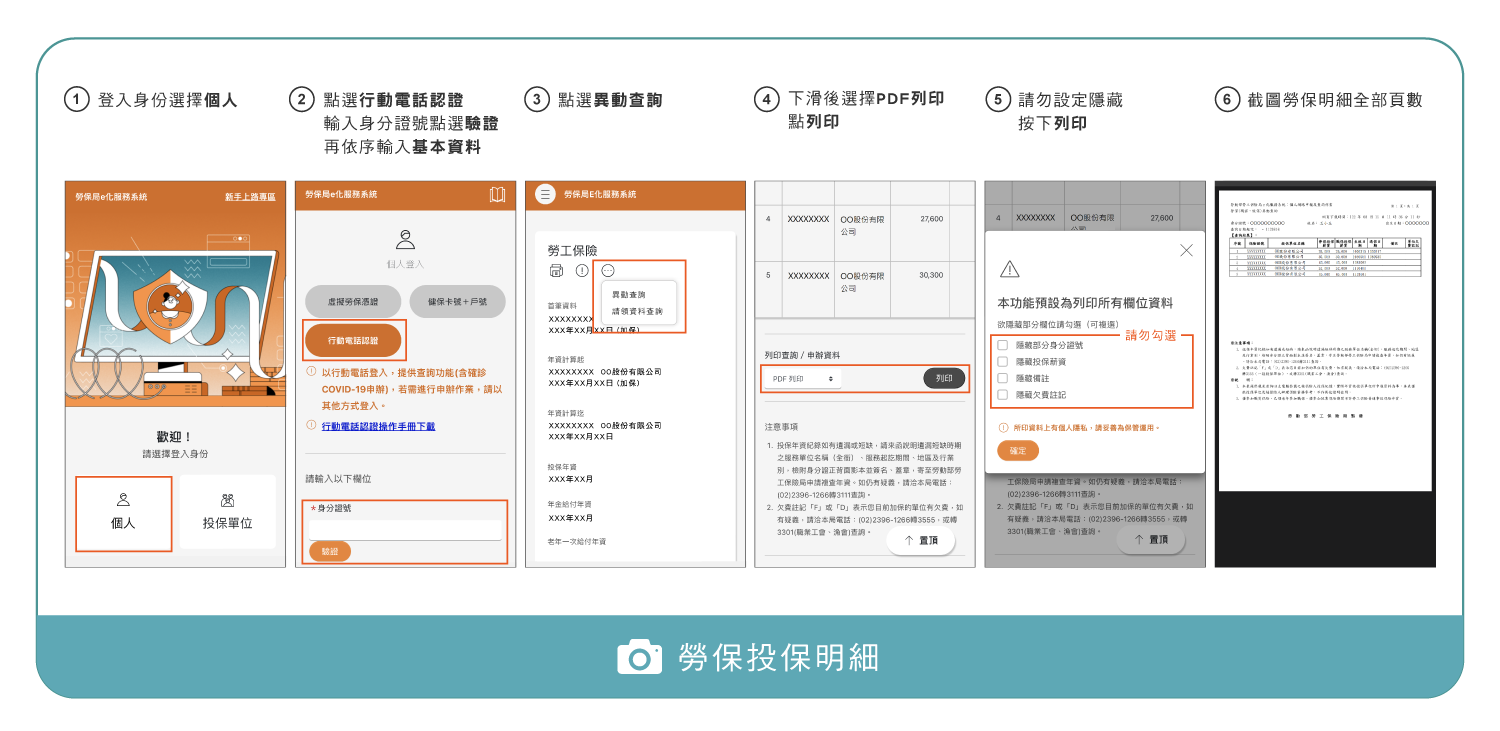 1 登入身份選擇個人
2 點選行動電話認證
輸入身分證號點選驗證
再依序輸入基本資料
3 點選異動查詢
4 下滑後選擇PDF列印
點列印
5 請勿設定隱藏
按下列印
6 截圖勞保明細全部頁數
勞保局e化服務系統
新手上路專區
歡迎！
請選擇登入身份
個人
投保單位
勞保局e化服務系統
個人登入
虛擬勞保憑證
健保卡號＋戶號
行動電話認證
以行動電話登入，提供查詢功能(含確診
COVID-19申辦)，若需進行申辦作業，請以
其他方式登入。
行動電話認證操作手冊下載
請輸入以下欄位
＊身分證號
驗證
勞保局E化服務系統
勞工保險
異動查詢
請領資料查詢
首筆資料
XXXXXXXX
XXX年XX月XX日 (加保)
年資計算起
XXXXXXXX OO股份有限公司
XXX年XX月XX日 (加保)
年資計算迄
XXXXXXXX OO股份有限公司
XXX年XX月XX日
投保年資
XXX年XX月
年金給付年資
XXX年XX月
老年一次給付年資
4 XXXXXXXX OO股份有限 27,600
公司
5 XXXXXXXX OO股份有限 30,300
公司
列印查詢 / 申辦資料
PDF 列印
列印
注意事項
1. 投保年資紀錄如有遺漏或短缺，請來函說明遺漏短缺時期
之服務單位名稱（全銜）、服務起訖期間、地區及行業
別，檢附身分證正背面影本並簽名、蓋章，寄至勞動部勞
工保險局申請複查年資。如仍有疑義，請洽本局電話：
(02)2396-1266轉3111查詢。
2. 欠費註記「F」或「D」表示您目前加保的單位有欠費，如
有疑義，請洽本局電話：(02)2396-1266轉3555，或轉
3301(職業工會、漁會)查詢。
置頂
4 XXXXXXXX OO股份有限 27,600
公司
本功能預設為列印所有欄位資料
欲隱藏部分欄位請勾選（可複選）
請勿勾選
隱藏部分身分證號
隱藏投保薪資
隱藏備註
隱藏欠費註記
所印資料上有個人隱私，請妥善為保管運用。
確定
工保險局申請複查年資。如仍有疑義，請洽本局電話：
(02)2396-1266轉3111查詢。
2. 欠費註記「F」或「D」表示您目前加保的單位有欠費，如
有疑義，請洽本局電話：(02)2396-1266轉3555，或轉
3301(職業工會、漁會)查詢。
置頂
勞動部勞工保險局製發
勞保投保明細